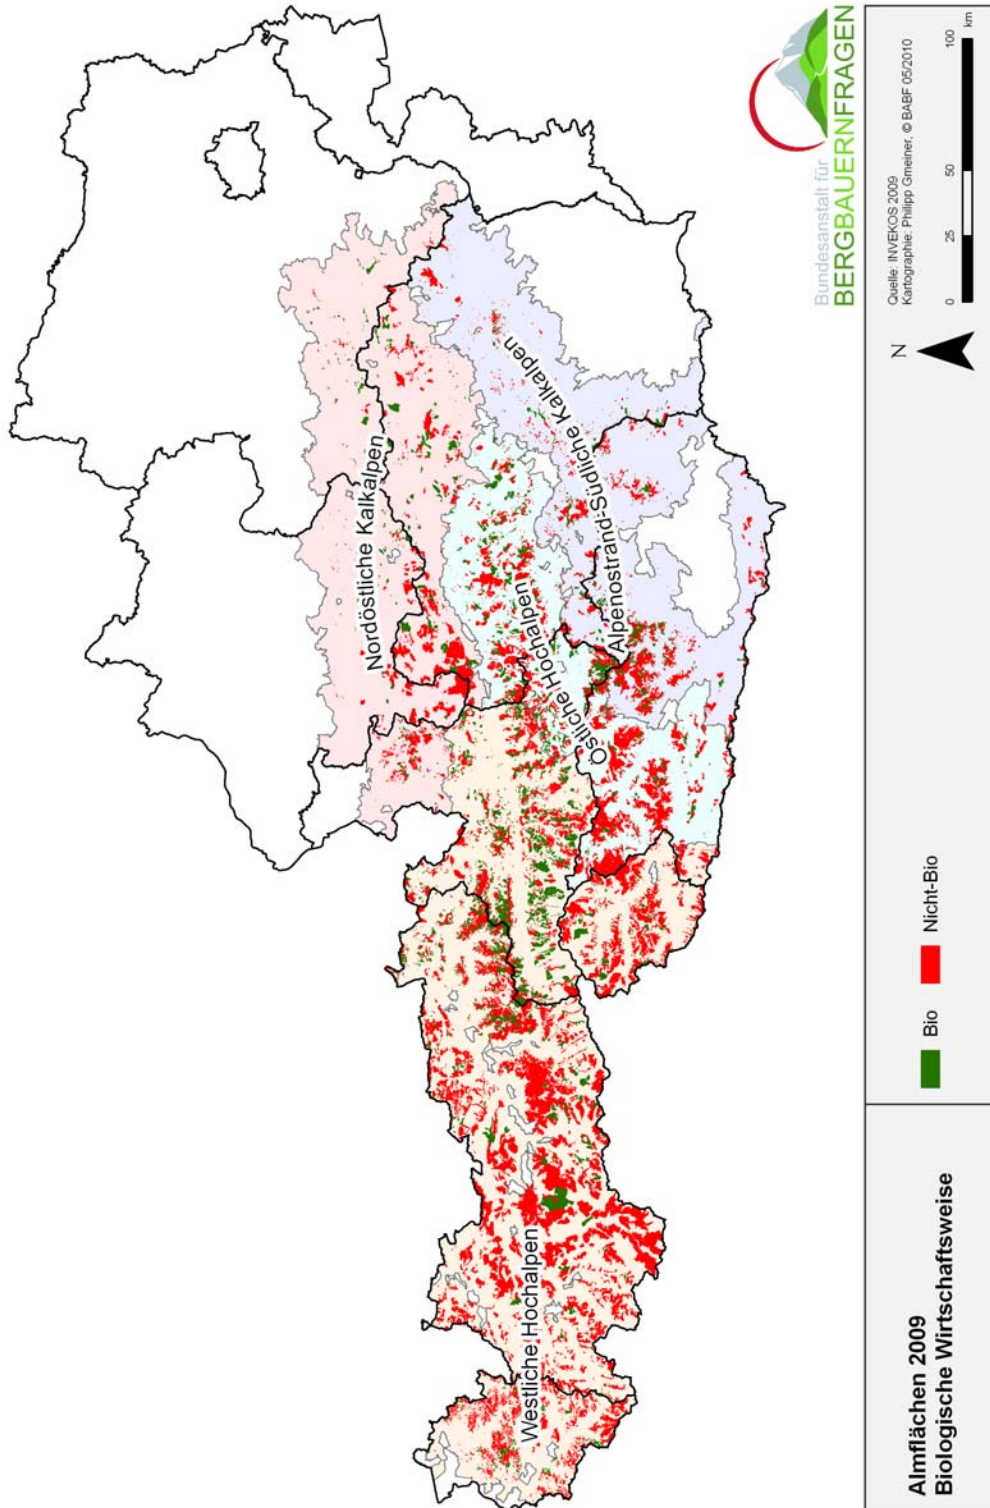 Nordöstliche Kalkalpen
Östliche Hochalpen
Alpenostrand-Südliche Kalkalpen
Westliche Hochalpen
Bundesanstalt für
BERGBAUERNFRAGEN
Almflächen 2009
Biologische Wirtschaftsweise
Bio
Nicht-Bio
N
Quelle: INVEKOS 2009
Kartographie: Philipp Gmeiner, © BABF 05/2010
0 25 50 100
km